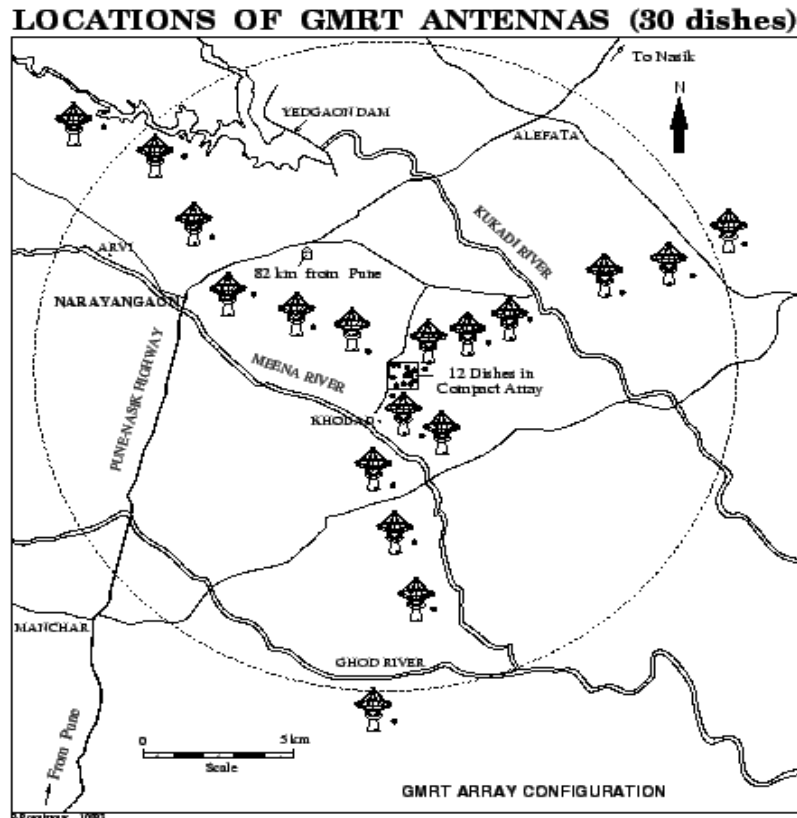 LOCATIONS OF GMRT ANTENNAS (30 dishes)
To Nasik
N
YEDGAON DAM
ALEFATA
KUKADI RIVER
ARVI
82 km from Pune
NARAYANGAON
MEENA RIVER
12 Dishes in
Compact Array
PUNE-NASIK HIGHWAY
KHODAD
MANCHAR
GHOD RIVER
0 5 km
Scale
From Pune
GMRT ARRAY CONFIGURATION